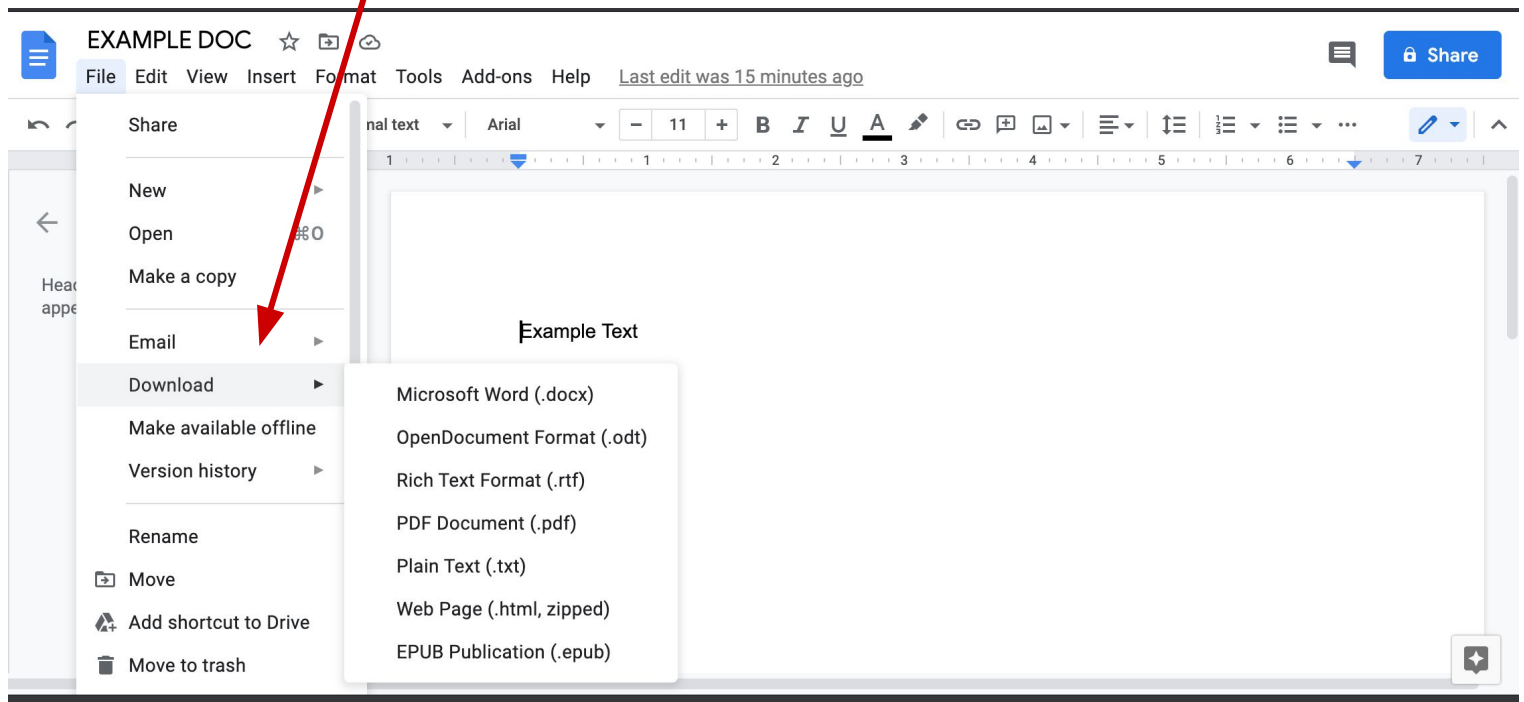 EXAMPLE DOC
File Edit View Insert Format Tools Add-ons Help Last edit was 15 minutes ago
Share
text Arial - 11 + B I U A
1 1 2 3 4 5 6 7
Share
New
Open ⌘O
Make a copy
Email
Download
Make available offline
Version history
Rename
Move
Add shortcut to Drive
Move to trash
Example Text
Microsoft Word (.docx)
OpenDocument Format (.odt)
Rich Text Format (.rtf)
PDF Document (.pdf)
Plain Text (.txt)
Web Page (.html, zipped)
EPUB Publication (.epub)